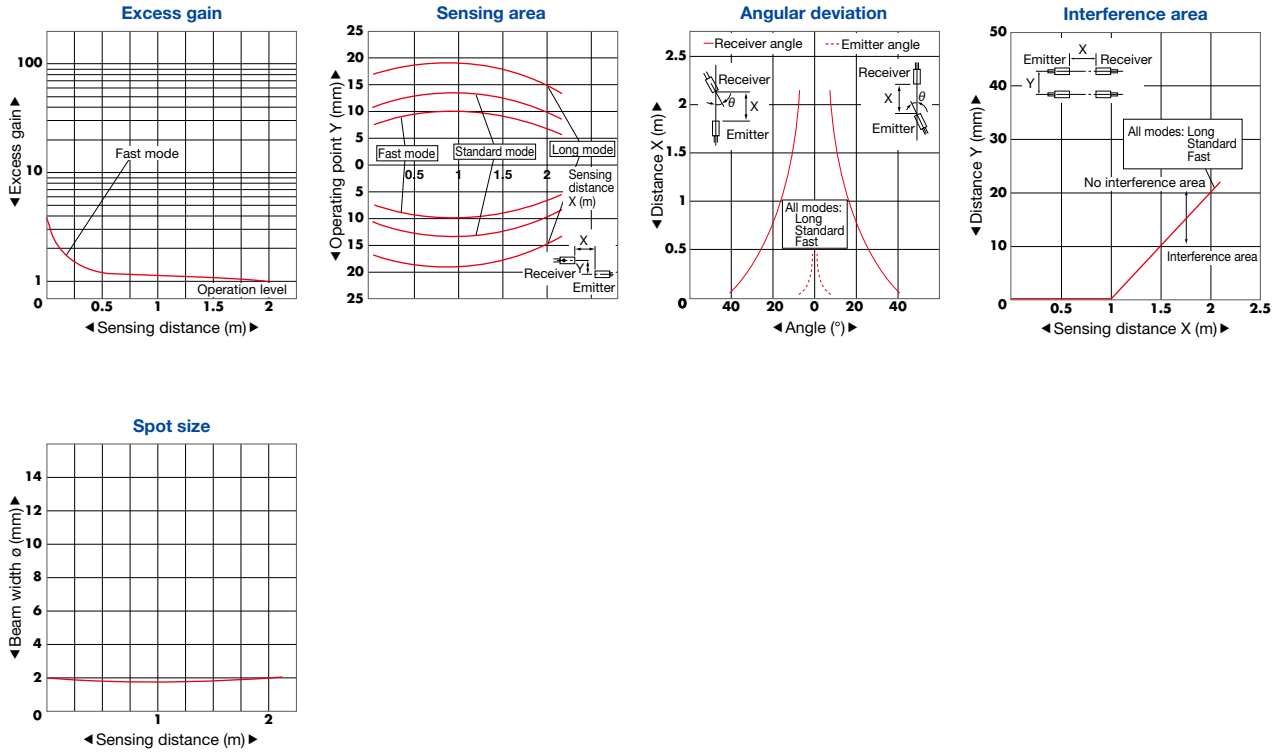 Excess gain
100
10
1
0
◄Excess gain►
Fast mode
Operation level
0.5
1
1.5
2
◄Sensing distance (m)►
Sensing area
25
20
15
10
5
0
5
10
15
20
25
◄Operating point Y (mm)►
Fast mode
Standard mode
Long mode
0.5
1
2
Sensing
distance
X (m)
X
Y
Receiver
Emitter
Angular deviation
Receiver angle
Emitter angle
2.5
2
1.5
1
0.5
0
◄Distance X (m)►
Receiver
θ
X
Emitter
Receiver
X
θ
Emitter
All modes:
Long
Standard
Fast
40
20
0
20
40
◄Angle (°)►
Interference area
50
40
30
20
10
0
◄Distance Y (mm)►
Emitter
X
Receiver
Y
All modes: Long
Standard
Fast
No interference area
Interference area
0.5
1
1.5
2
2.5
◄Sensing distance X (m)►
Spot size
14
12
10
8
6
4
2
0
◄Beam width ø (mm)►
1
2
◄Sensing distance (m)►